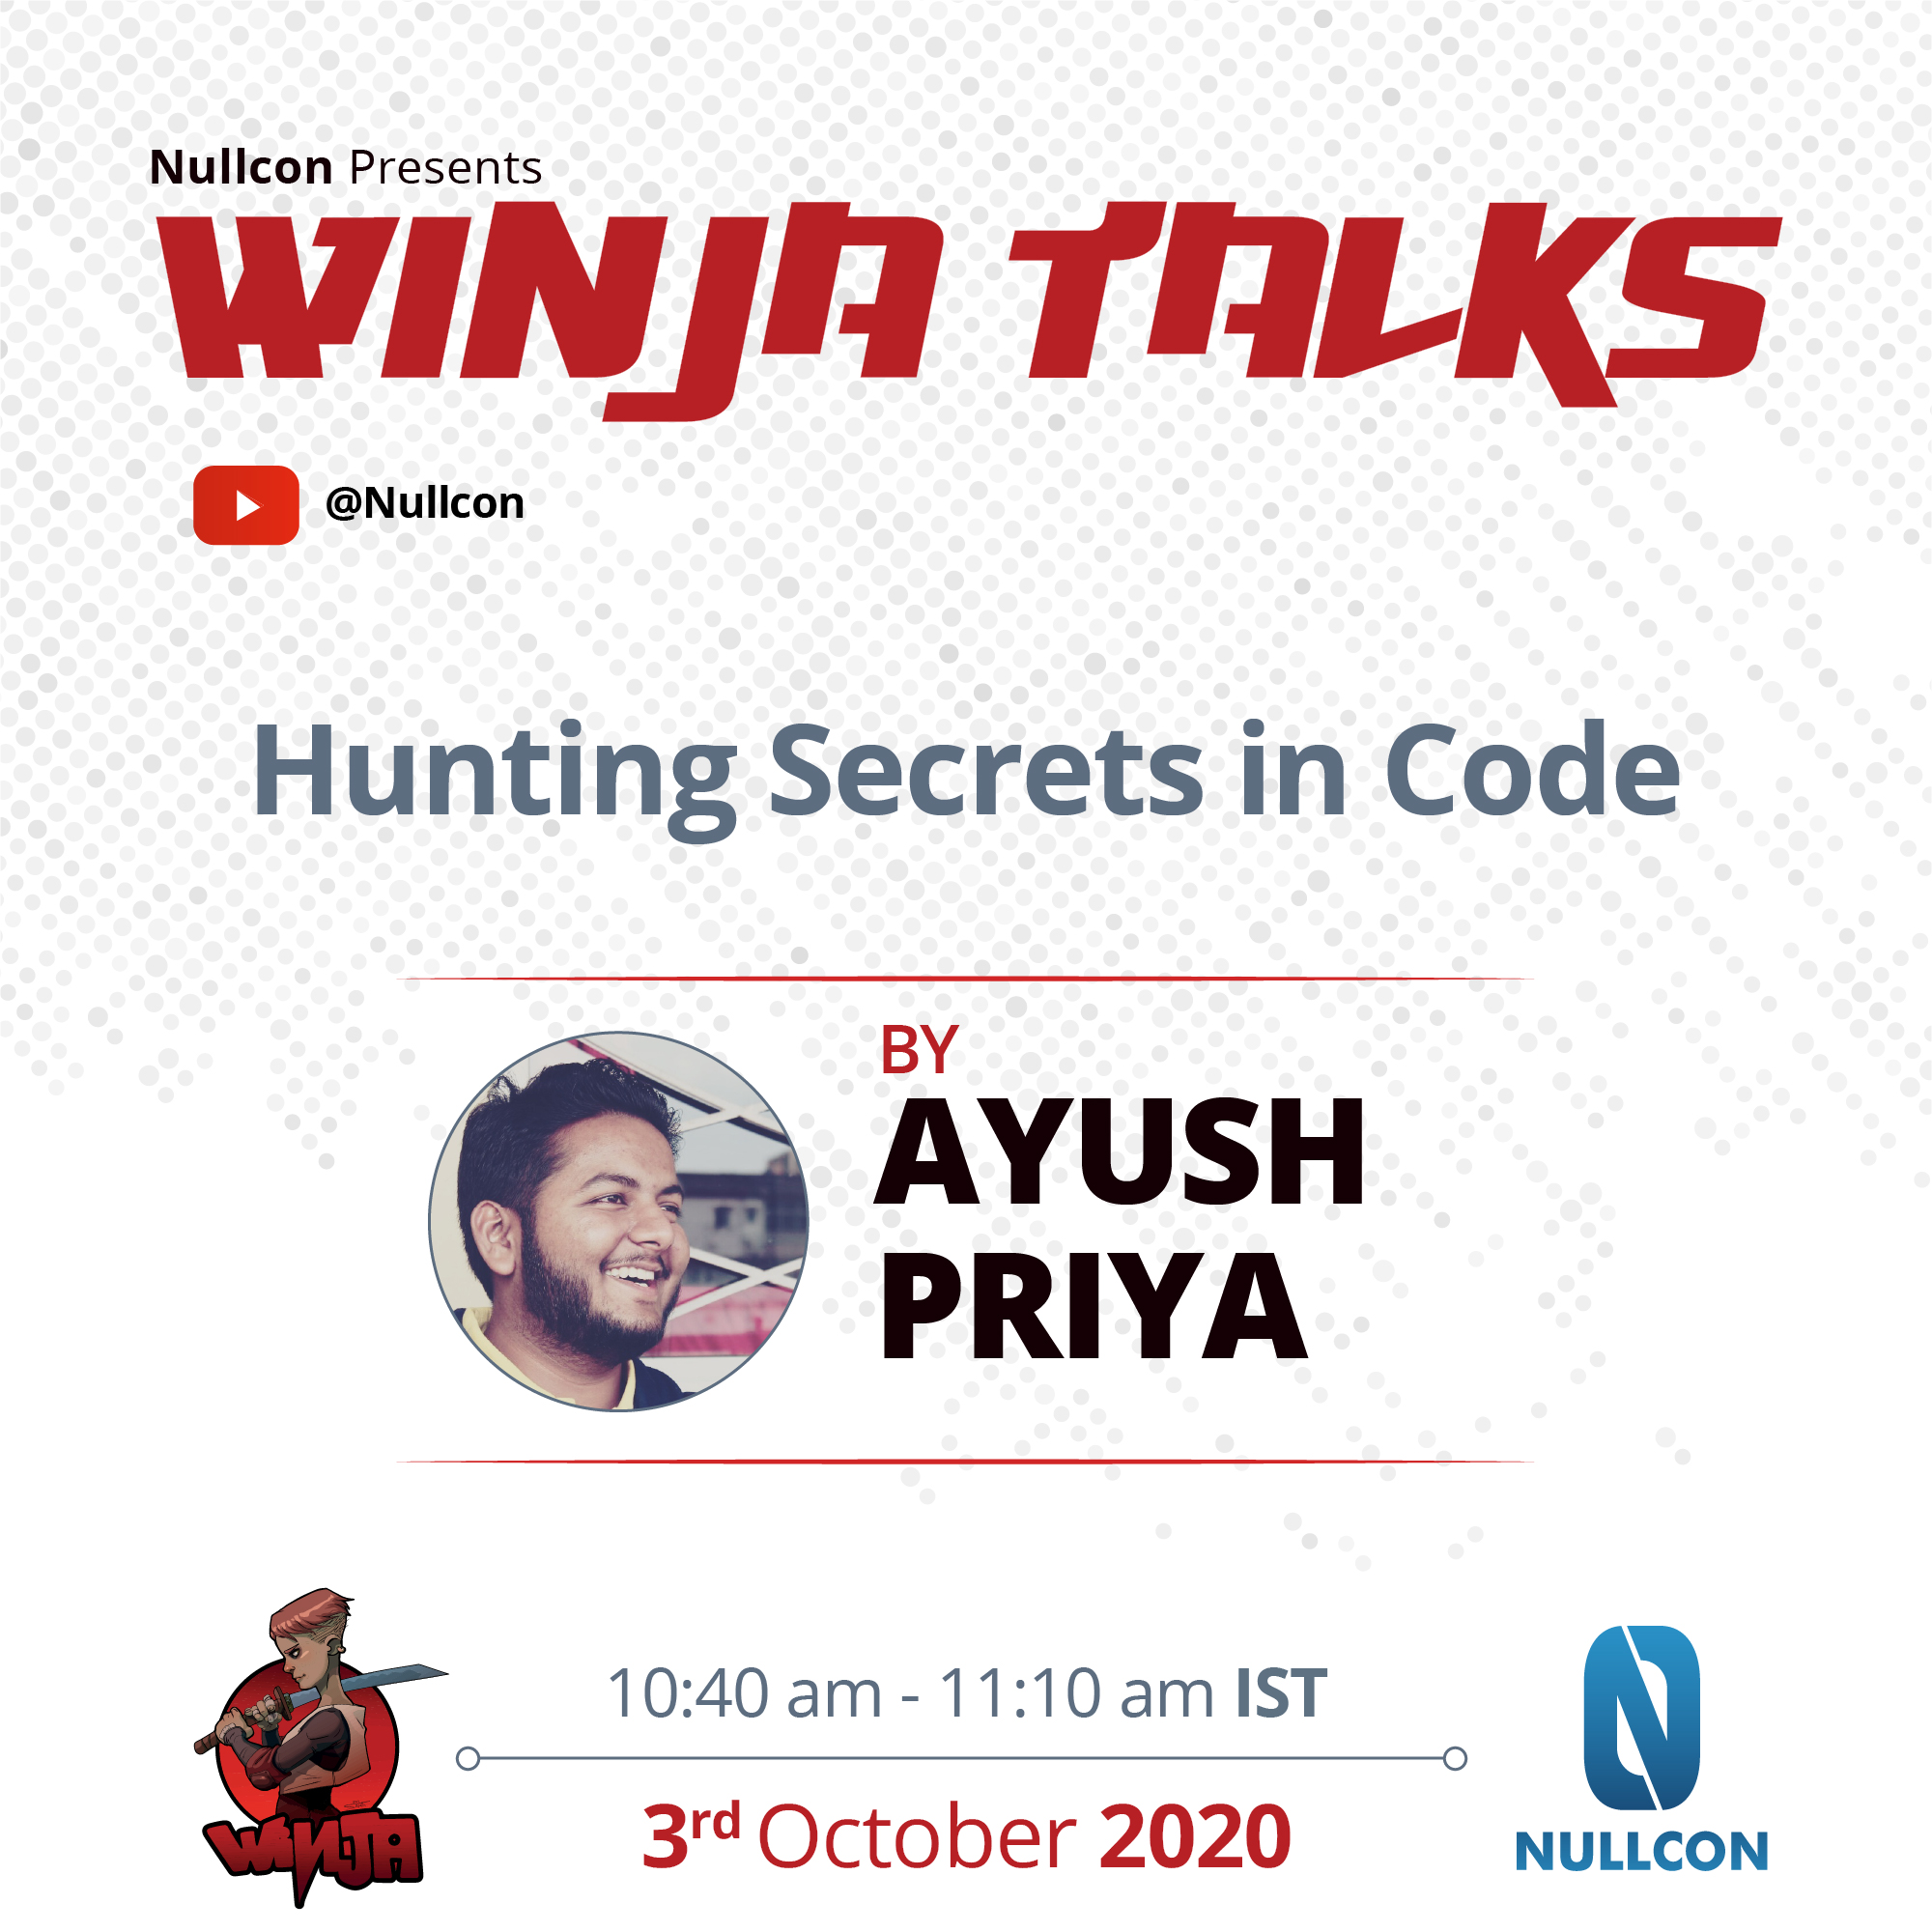 Nullcon Presents
WINJA TALKS
@Nullcon
Hunting Secrets in Code
BY
AYUSH
PRIYA
10:40 am - 11:10 am IST
3rd October 2020
WINJA
NULLCON